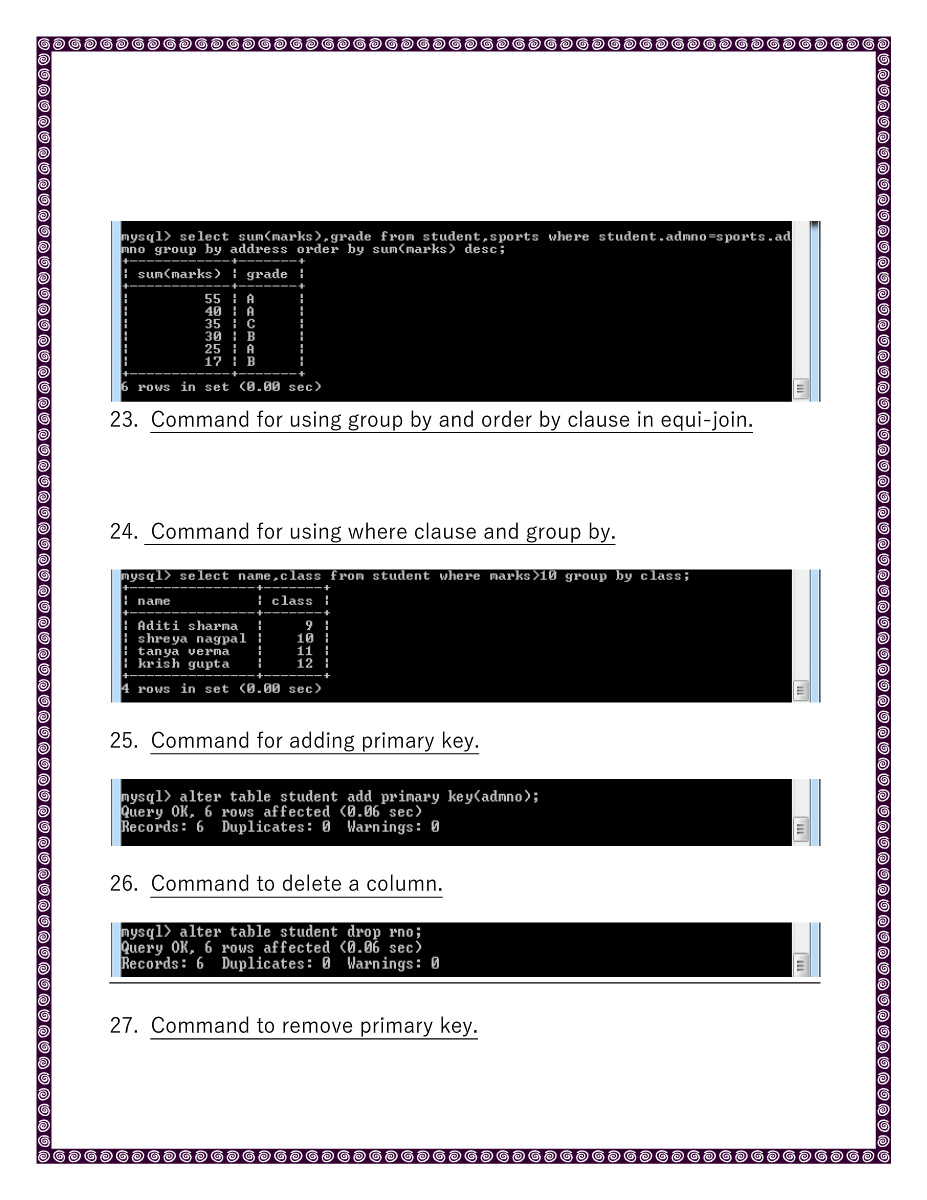 mysql> select sum(marks),grade from student,sports where student.admno=sports.ad
mno group by address order by sum(marks) desc;
+------------+-------+
| sum(marks) | grade |
+------------+-------+
| 55 | A |
| 40 | A |
| 35 | C |
| 30 | B |
| 25 | A |
| 17 | B |
+------------+-------+
6 rows in set (0.00 sec)
23. Command for using group by and order by clause in equi-join.
24. Command for using where clause and group by.
mysql> select name,class from student where marks>10 group by class;
+---------------+-------+
| name | class |
+---------------+-------+
| Aditi sharma | 9 |
| shreya nagpal | 10 |
| tanya verma | 11 |
| krish gupta | 12 |
+---------------+-------+
4 rows in set (0.00 sec)
25. Command for adding primary key.
mysql> alter table student add primary key(admno);
Query OK, 6 rows affected (0.06 sec)
Records: 6 Duplicates: 0 Warnings: 0
26. Command to delete a column.
mysql> alter table student drop rno;
Query OK, 6 rows affected (0.06 sec)
Records: 6 Duplicates: 0 Warnings: 0
27. Command to remove primary key.